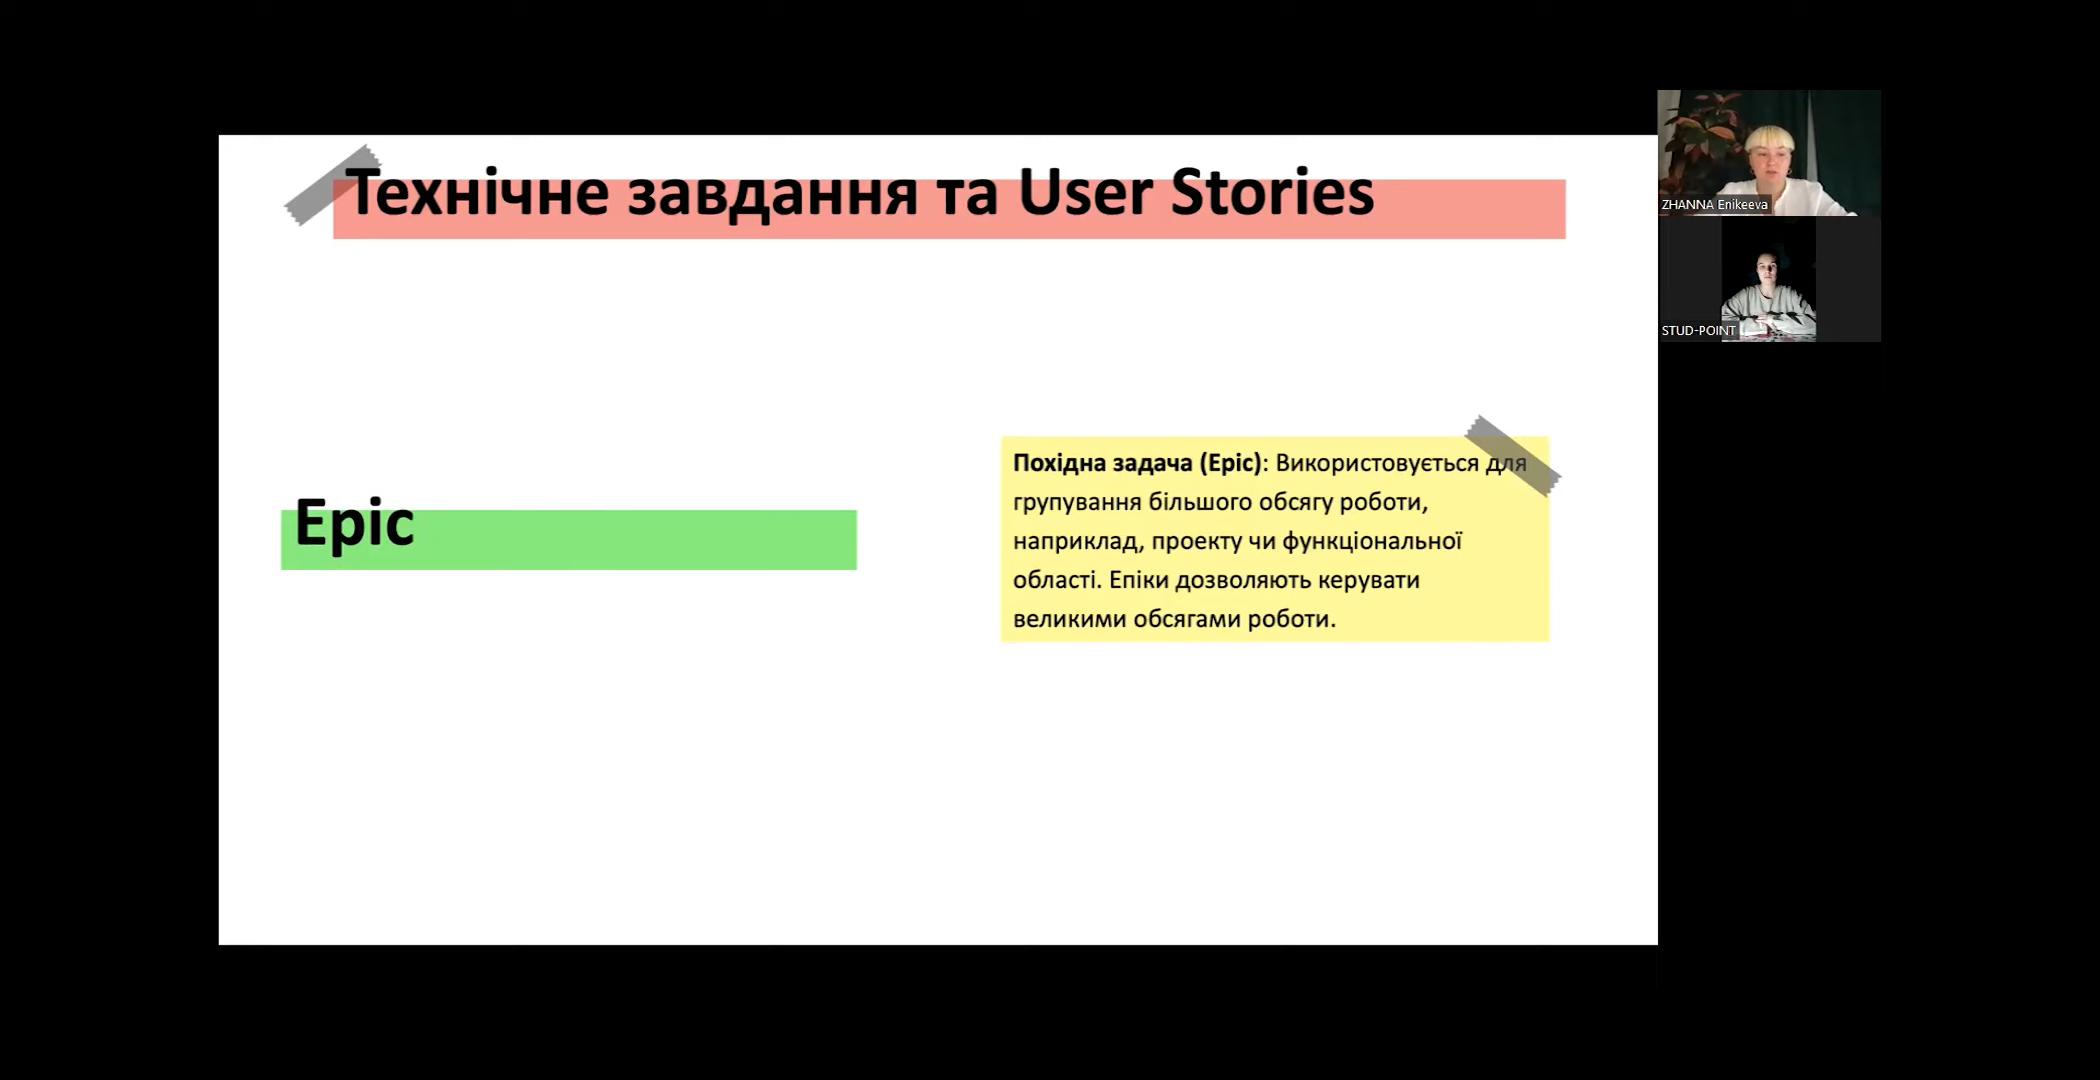 Технічне завдання та User Stories
ZHANNA Enikeeva
STUD-POINT
Epic
Похідна задача (Epic): Використовується для
групування більшого обсягу роботи,
наприклад, проекту чи функціональної
області. Епіки дозволяють керувати
великими обсягами роботи.